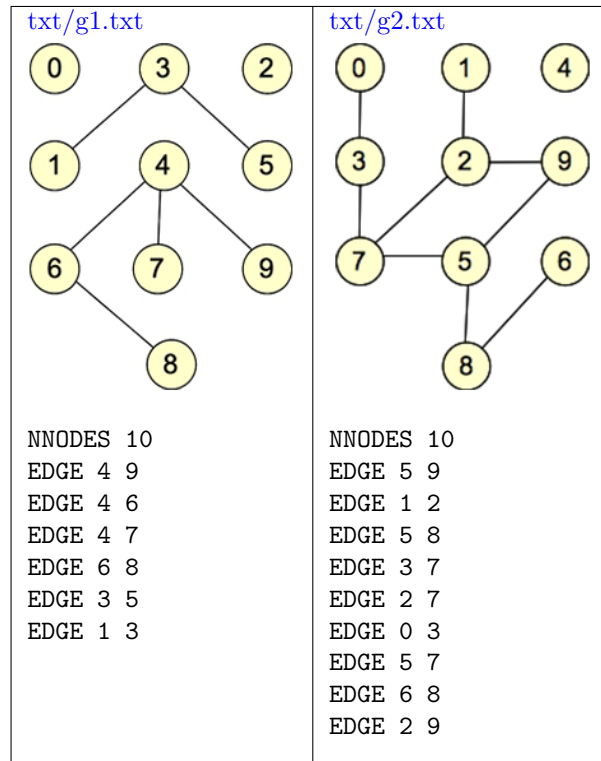 txt/g1.txt
0 3 2
1 4 5
6 7 9
8
NNODES 10
EDGE 4 9
EDGE 4 6
EDGE 4 7
EDGE 6 8
EDGE 3 5
EDGE 1 3
txt/g2.txt
0 1 4
3 2 9
7 5 6
8
NNODES 10
EDGE 5 9
EDGE 1 2
EDGE 5 8
EDGE 3 7
EDGE 2 7
EDGE 0 3
EDGE 5 7
EDGE 6 8
EDGE 2 9